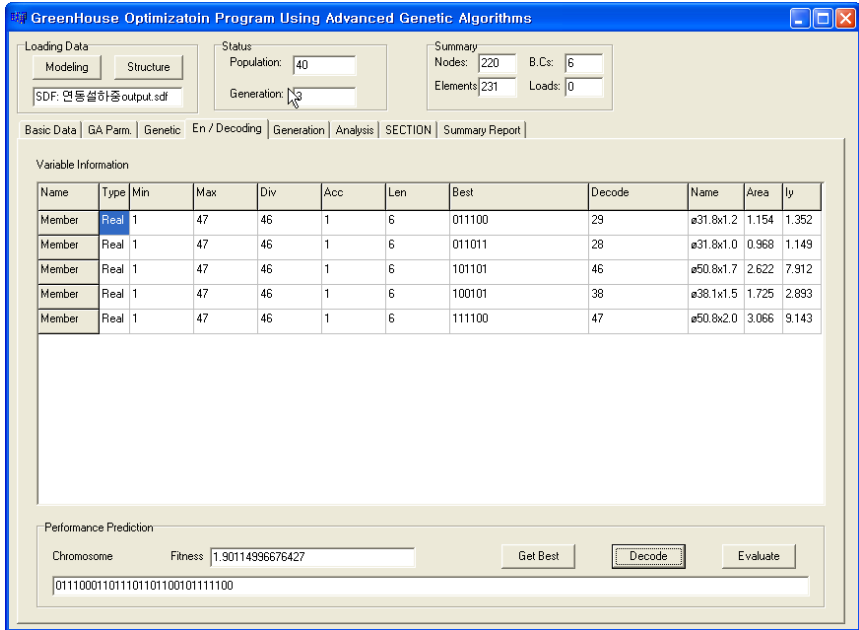 GreenHouse Optimizatoin Program Using Advanced Genetic Algorithms
Loading Data Status Summary
Modeling Structure Population: 40 Nodes: 220 B.Cs: 6
SDF: 연동설하중output.sdf Generation: 3 Elements 231 Loads: 0
Basic Data GA Parm. Genetic En / Decoding Generation Analysis SECTION Summary Report
Variable Information
Name Type Min Max Div Acc Len Best Decode Name Area Iy
Member Real 1 47 46 1 6 011100 29 ø31.8x1.2 1.154 1.352
Member Real 1 47 46 1 6 011011 28 ø31.8x1.0 0.968 1.149
Member Real 1 47 46 1 6 101101 46 ø50.8x1.7 2.622 7.912
Member Real 1 47 46 1 6 100101 38 ø38.1x1.5 1.725 2.893
Member Real 1 47 46 1 6 111100 47 ø50.8x2.0 3.066 9.143
Performance Prediction
Chromosome Fitness 1.90114996676427 Get Best Decode Evaluate
011100011011101101100101111100